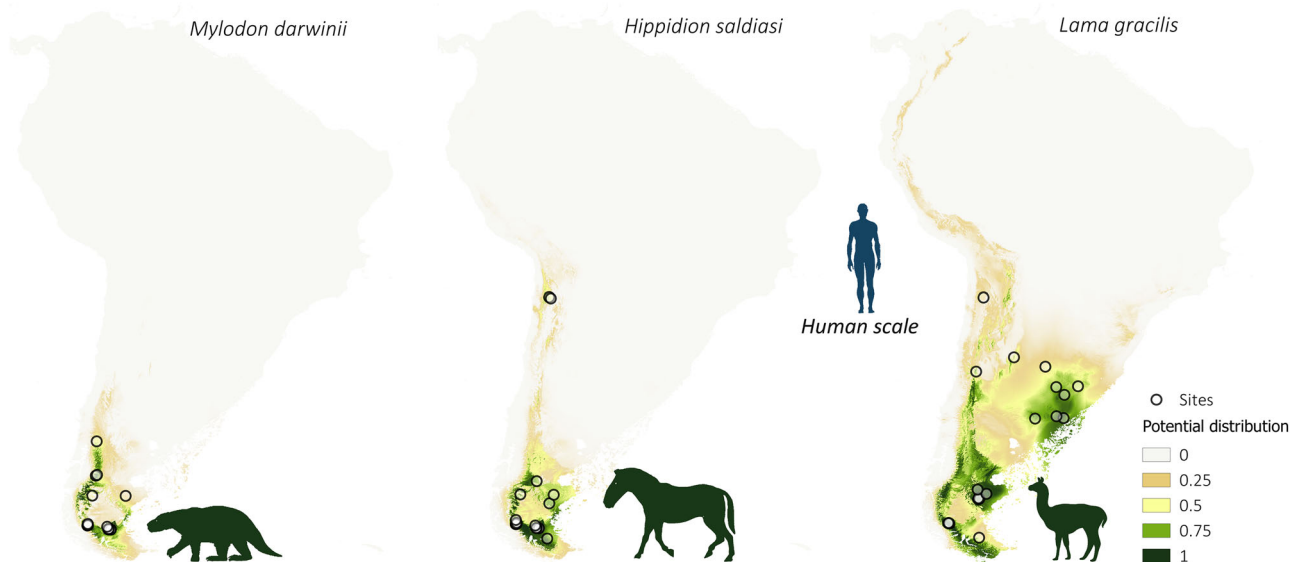 Mylodon darwinii
Hippidion saldiasi
Lama gracilis
Human scale
Sites
Potential distribution
0
0.25
0.5
0.75
1